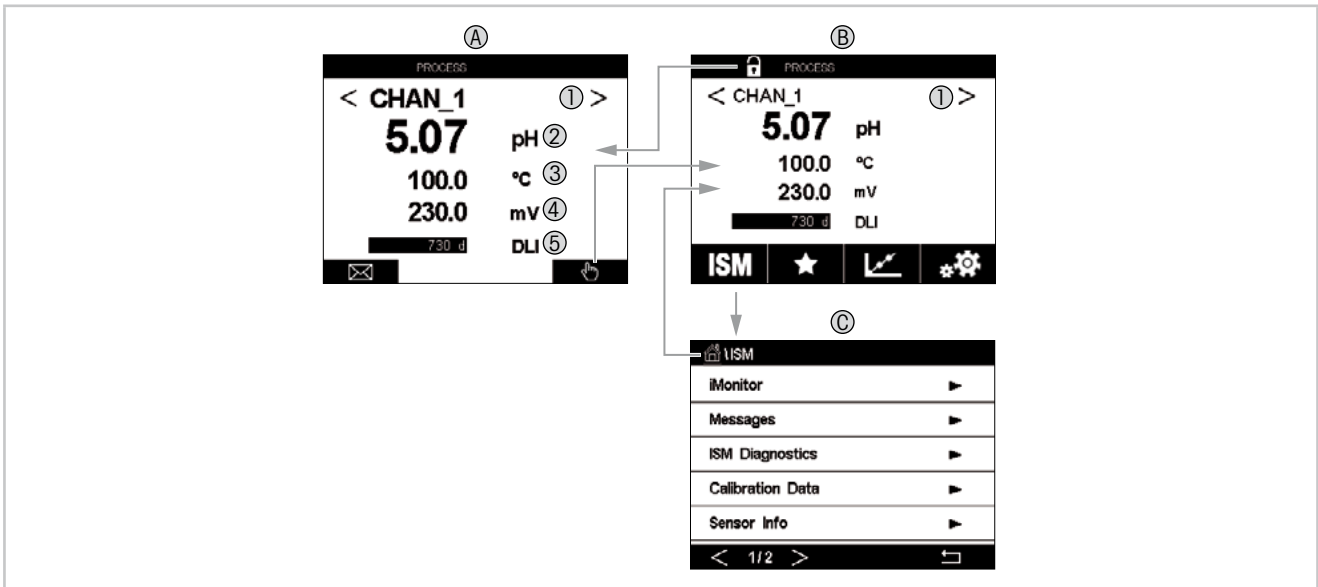 Ⓐ
PROCESS
< CHAN_1 ① >
5.07 pH ②
100.0 °C ③
230.0 mV ④
730 d DLI ⑤
Ⓑ
PROCESS
< CHAN_1 ① >
5.07 pH
100.0 °C
230.0 mV
730 d DLI
ISM
Ⓒ
\ISM
iMonitor
Messages
ISM Diagnostics
Calibration Data
Sensor Info
< 1/2 >